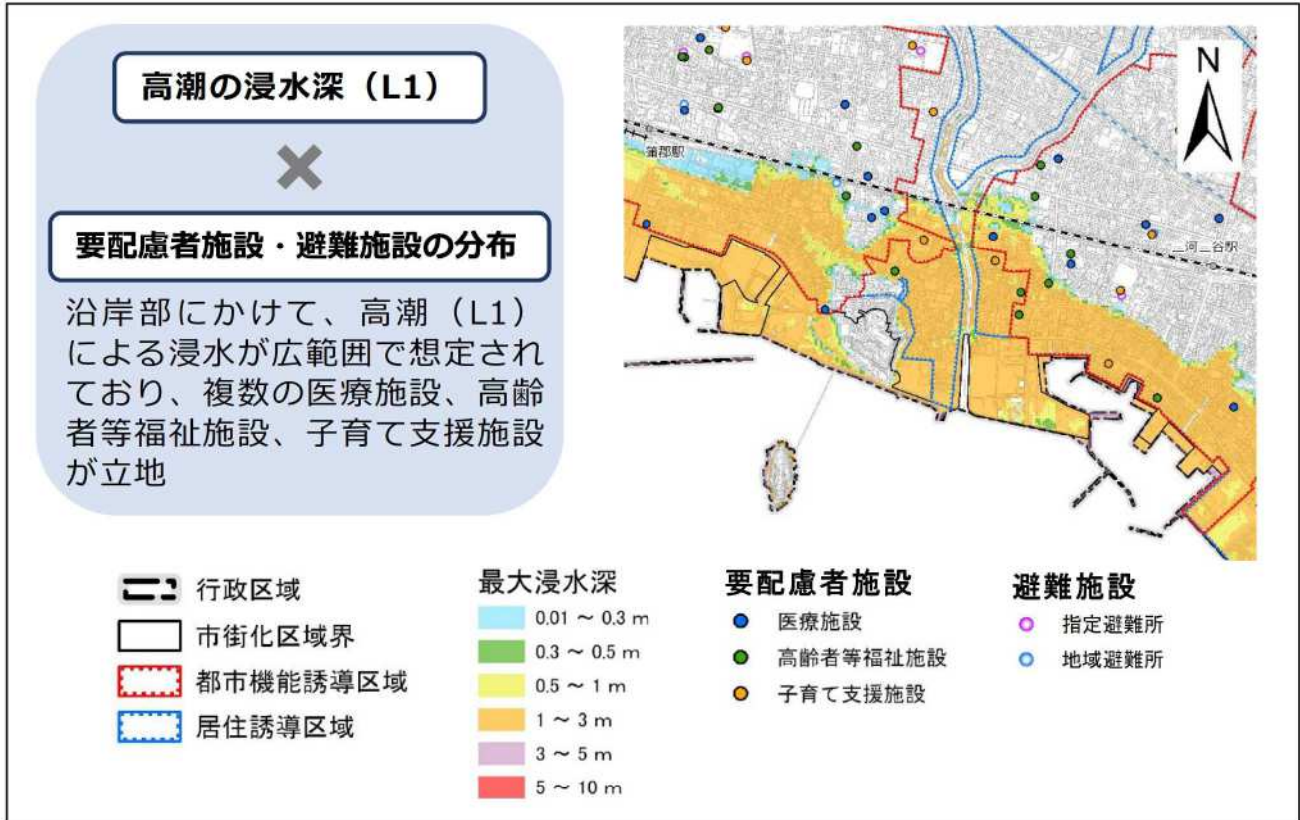 高潮の浸水深（L1）
要配慮者施設・避難施設の分布
沿岸部にかけて、高潮（L1）
による浸水が広範囲で想定され
ており、複数の医療施設、高齢
者等福祉施設、子育て支援施設
が立地
N
蒲郡駅
三河三谷駅
行政区域
市街化区域界
都市機能誘導区域
居住誘導区域
最大浸水深
0.01 ～ 0.3 m
0.3 ～ 0.5 m
0.5 ～ 1 m
1 ～ 3 m
3 ～ 5 m
5 ～ 10 m
要配慮者施設
医療施設
高齢者等福祉施設
子育て支援施設
避難施設
指定避難所
地域避難所